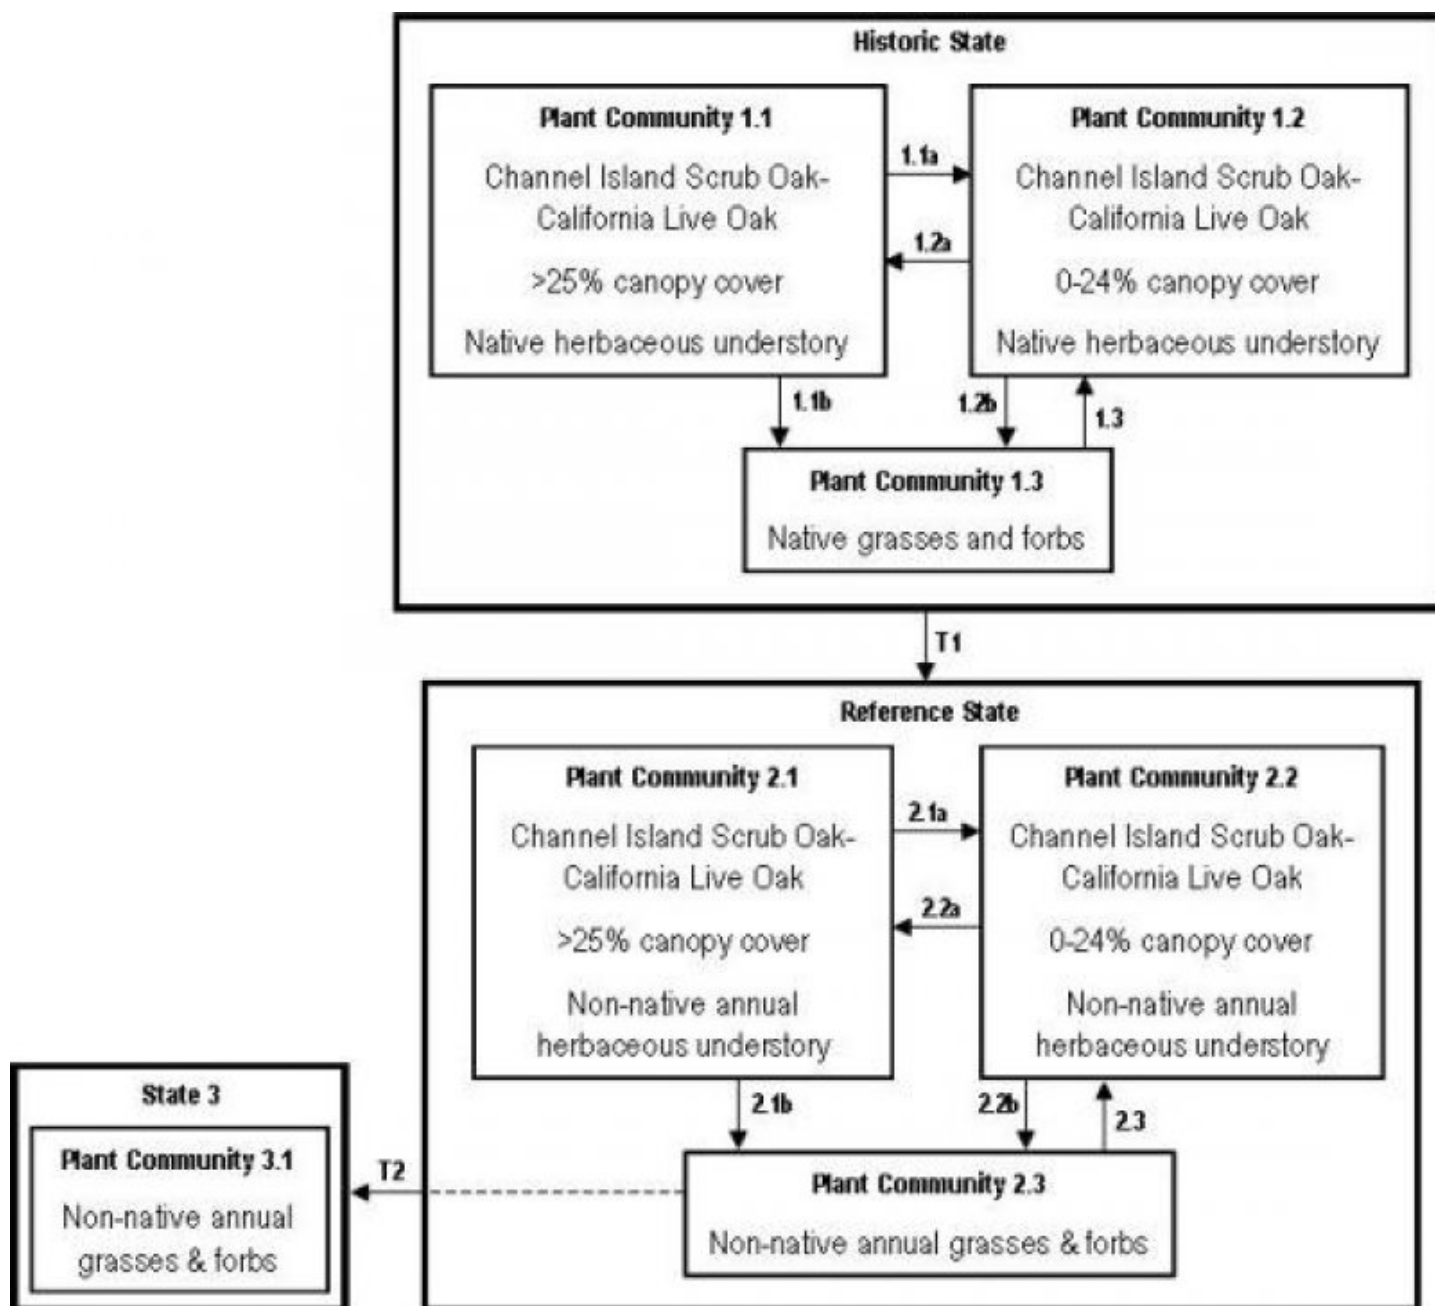 Historic State
Plant Community 1.1
Channel Island Scrub Oak-
California Live Oak
>25% canopy cover
Native herbaceous understory
1.1a
1.2a
Plant Community 1.2
Channel Island Scrub Oak-
California Live Oak
0-24% canopy cover
Native herbaceous understory
1.1b
1.2b
1.3
Plant Community 1.3
Native grasses and forbs
T1
Reference State
Plant Community 2.1
Channel Island Scrub Oak-
California Live Oak
>25% canopy cover
Non-native annual
herbaceous understory
2.1a
2.2a
Plant Community 2.2
Channel Island Scrub Oak-
California Live Oak
0-24% canopy cover
Non-native annual
herbaceous understory
2.1b
2.2b
2.3
Plant Community 2.3
Non-native annual grasses & forbs
T2
State 3
Plant Community 3.1
Non-native annual
grasses & forbs